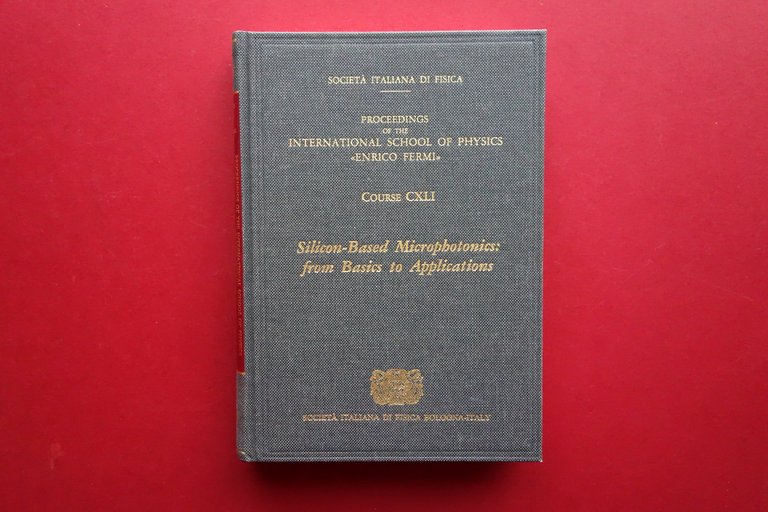 SOCIETÀ ITALIANA DI FISICA
PROCEEDINGS
OF THE
INTERNATIONAL SCHOOL OF PHYSICS
«ENRICO FERMI»
COURSE CXLI
Silicon-Based Microphotonics:
from Basics to Applications
SOCIETÀ ITALIANA DI FISICA BOLOGNA-ITALY